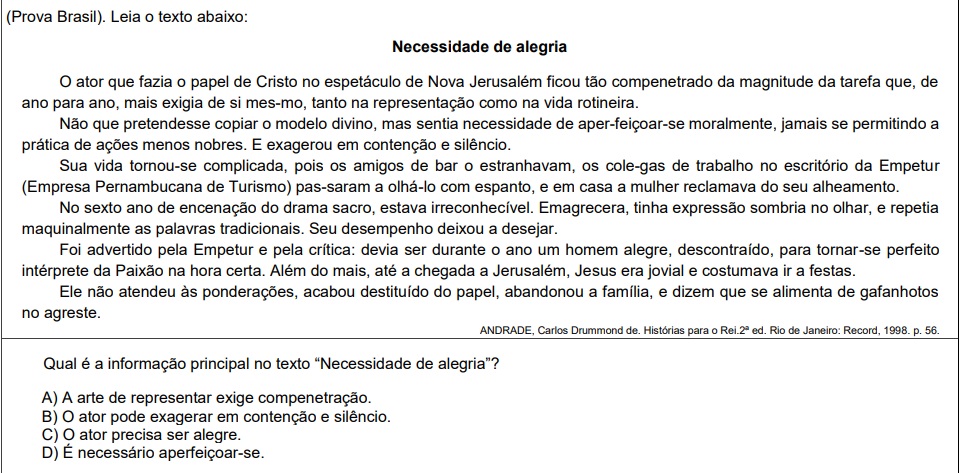 (Prova Brasil). Leia o texto abaixo:
Necessidade de alegria
O ator que fazia o papel de Cristo no espetáculo de Nova Jerusalém ficou tão compenetrado da magnitude da tarefa que, de
ano para ano, mais exigia de si mes-mo, tanto na representação como na vida rotineira.
Não que pretendesse copiar o modelo divino, mas sentia necessidade de aper-feiçoar-se moralmente, jamais se permitindo a
prática de ações menos nobres. E exagerou em contenção e silêncio.
Sua vida tornou-se complicada, pois os amigos de bar o estranhavam, os cole-gas de trabalho no escritório da Empetur
(Empresa Pernambucana de Turismo) pas-saram a olhá-lo com espanto, e em casa a mulher reclamava do seu alheamento.
No sexto ano de encenação do drama sacro, estava irreconhecível. Emagrecera, tinha expressão sombria no olhar, e repetia
maquinalmente as palavras tradicionais. Seu desempenho deixou a desejar.
Foi advertido pela Empetur e pela crítica: devia ser durante o ano um homem alegre, descontraído, para tornar-se perfeito
intérprete da Paixão na hora certa. Além do mais, até a chegada a Jerusalém, Jesus era jovial e costumava ir a festas.
Ele não atendeu às ponderações, acabou destituído do papel, abandonou a família, e dizem que se alimenta de gafanhotos
no agreste.
ANDRADE, Carlos Drummond de. Histórias para o Rei.2ª ed. Rio de Janeiro: Record, 1998. p. 56.
Qual é a informação principal no texto “Necessidade de alegria”?
A) A arte de representar exige compenetração.
B) O ator pode exagerar em contenção e silêncio.
C) O ator precisa ser alegre.
D) É necessário aperfeiçoar-se.